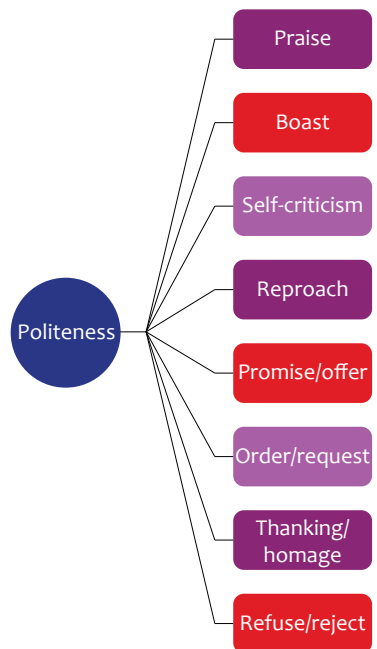 Praise
Boast
Self-criticism
Reproach
Politeness
Promise/offer
Order/request
Thanking/
homage
Refuse/reject